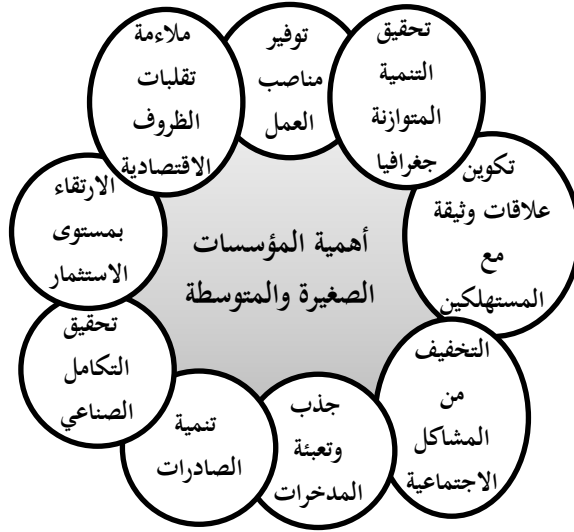 أهمية المؤسسات
الصغيرة والمتوسطة
توفير
مناصب
العمل
تحقيق
التنمية
المتوازنة
جغرافيا
تكوين
علاقات وثيقة
مع
المستهلكين
التخفيف
من
المشاكل
الاجتماعية
جذب
وتعبئة
المدخرات
تنمية
الصادرات
تحقيق
التكامل
الصناعي
الارتقاء
بمستوى
الاستثمار
ملاءمة
تقلبات
الظروف
الاقتصادية